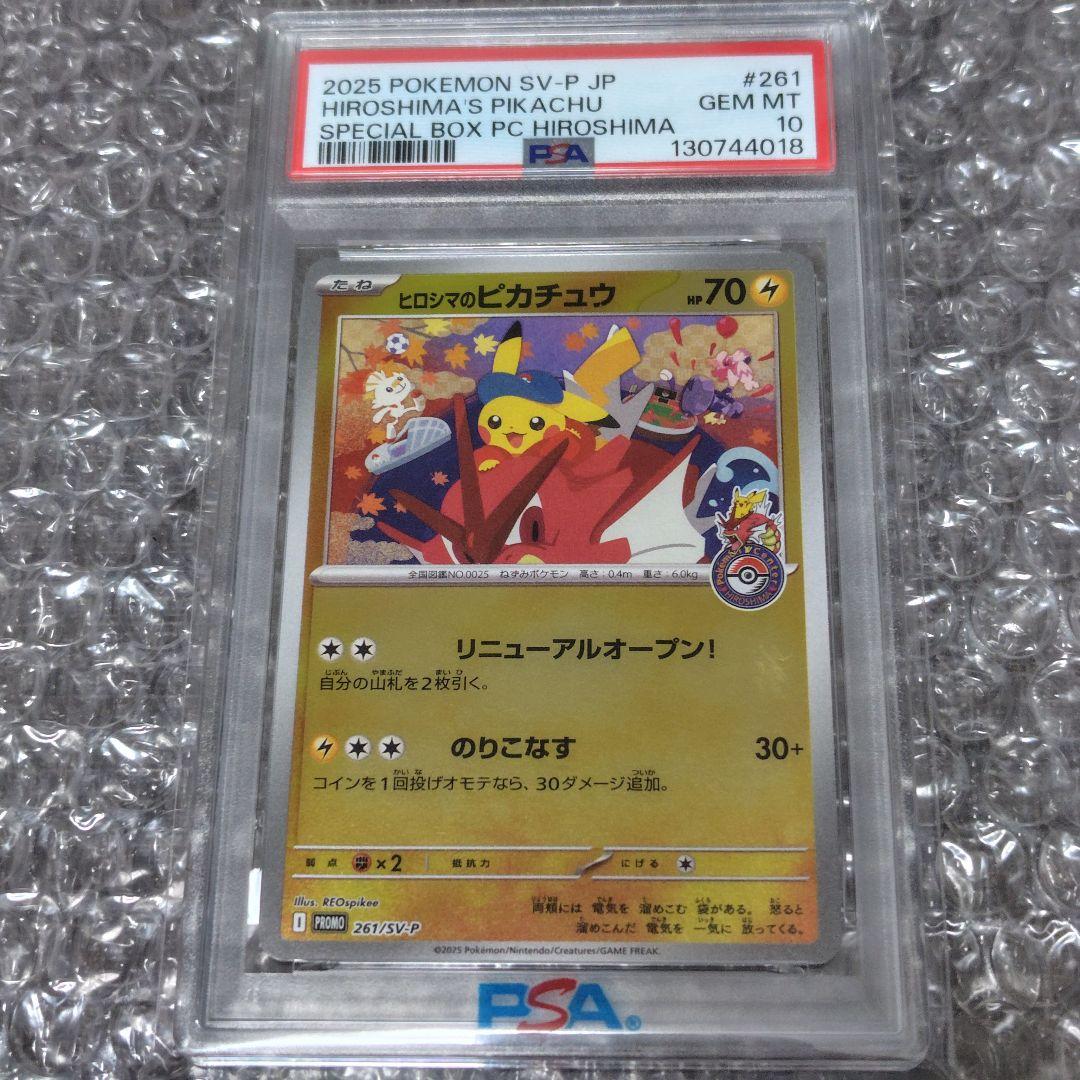 2025 POKEMON SV-P JP #261
HIROSHIMA'S PIKACHU GEM MT
SPECIAL BOX PC HIROSHIMA 10
PSA 130744018
たね ヒロシマのピカチュウ HP70
全国図鑑NO.0025 ねずみポケモン 高さ:0.4m 重さ:6.0kg
Pokémon Center
HIROSHIMA
リニューアルオープン!
自分の山札を2枚引く。
のりこなす 30+
コインを1回投げオモテなら、30ダメージ追加。
弱点 ×2 抵抗力 にげる
Illus. REOspikee
I PROMO 261/SV-P
両頬には 電気を 溜めこむ 袋がある。 怒ると
溜めこんだ 電気を 一気に 放ってくる。
©2025 Pokémon/Nintendo/Creatures/GAME FREAK.
PSA®